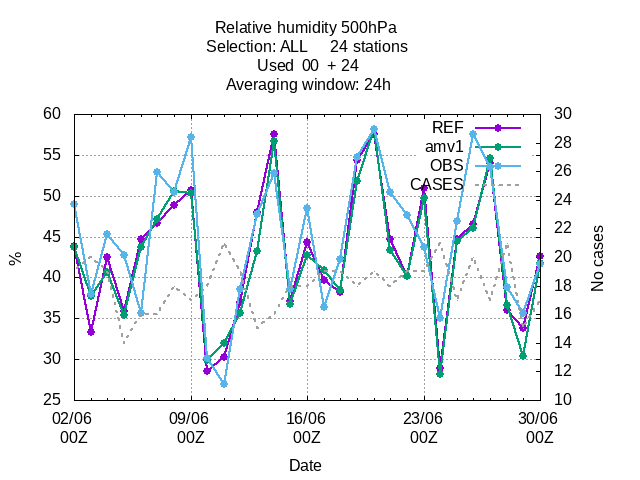 Relative humidity 500hPa
Selection: ALL 24 stations
Used 00 + 24
Averaging window: 24h
60
55
50
45
40
35
30
25
30
28
26
24
22
20
18
16
14
12
10
REF
amv1
OBS
CASES
%
No cases
02/06 09/06 16/06 23/06 30/06
00Z 00Z 00Z 00Z 00Z
Date